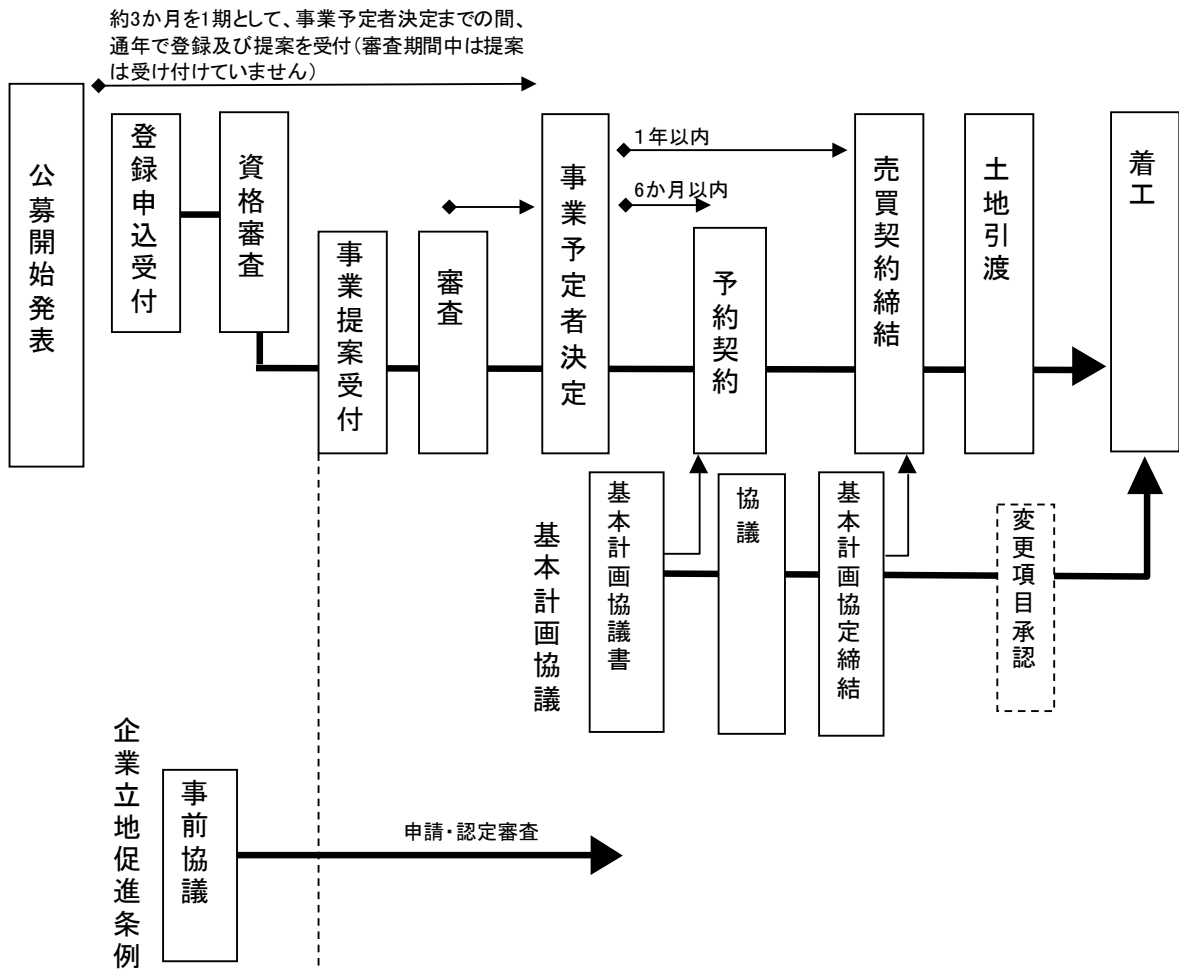 約3か月を1期として、事業予定者決定までの間、
通年で登録及び提案を受付(審査期間中は提案
は受け付けていません)
公募開始発表
登録申込受付
資格審査
事業提案受付
審査
事業予定者決定
1年以内
6か月以内
予約契約
売買契約締結
土地引渡
着工
基本計画協議
基本計画協議書
協議
基本計画協定締結
変更項目承認
企業立地促進条例
事前協議
申請・認定審査